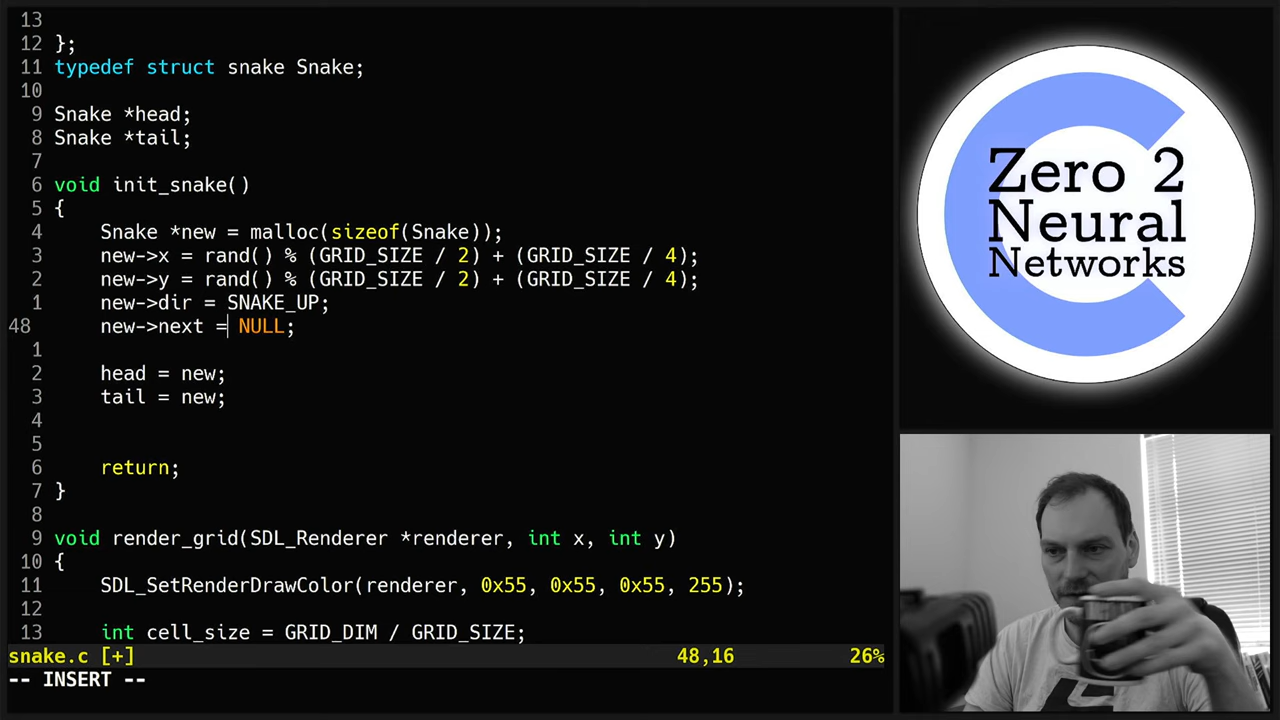 13
12 };
11 typedef struct snake Snake;
10
9 Snake *head;
8 Snake *tail;
7
6 void init_snake()
5 {
4     Snake *new = malloc(sizeof(Snake));
3     new->x = rand() % (GRID_SIZE / 2) + (GRID_SIZE / 4);
2     new->y = rand() % (GRID_SIZE / 2) + (GRID_SIZE / 4);
1     new->dir = SNAKE_UP;
48     new->next = NULL;
1
2     head = new;
3     tail = new;
4
5
6     return;
7 }
8
9 void render_grid(SDL_Renderer *renderer, int x, int y)
10 {
11     SDL_SetRenderDrawColor(renderer, 0x55, 0x55, 0x55, 255);
12
13     int cell_size = GRID_DIM / GRID_SIZE;
snake.c [+] 48,16 26%
-- INSERT --
Zero 2
Neural
Networks